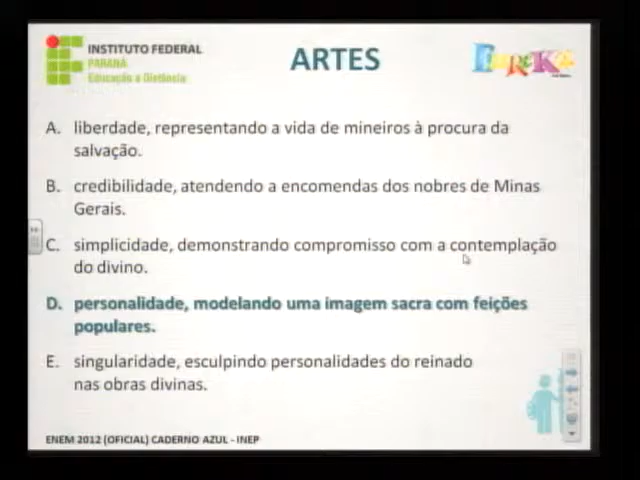 INSTITUTO FEDERAL
PARANÁ
Educação a Distância
ARTES
EUREKA
A. liberdade, representando a vida de mineiros à procura da
salvação.
B. credibilidade, atendendo a encomendas dos nobres de Minas
Gerais.
C. simplicidade, demonstrando compromisso com a contemplação
do divino.
D. personalidade, modelando uma imagem sacra com feições
populares.
E. singularidade, esculpindo personalidades do reinado
nas obras divinas.
ENEM 2012 (OFICIAL) CADERNO AZUL - INEP